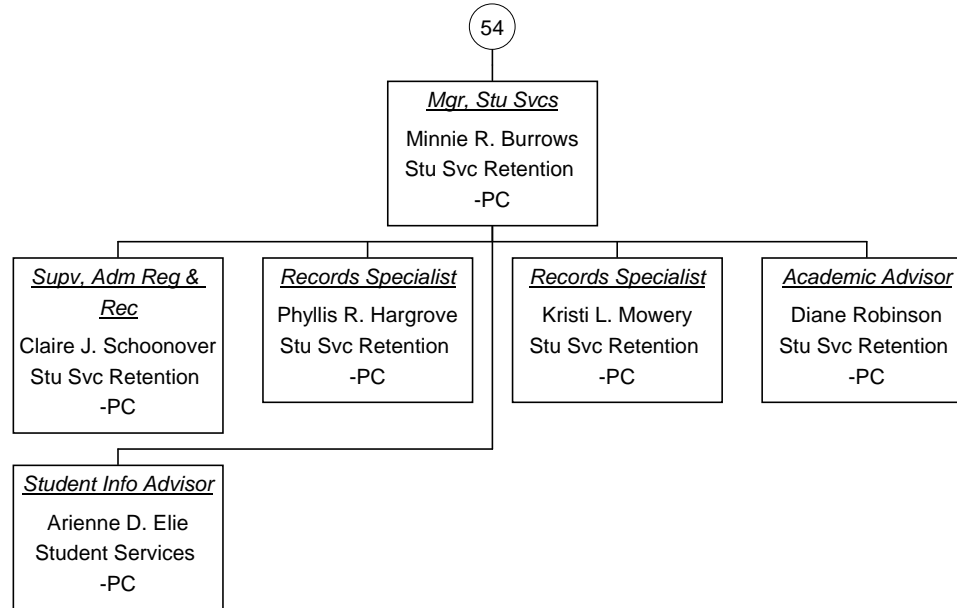 54
Mgr, Stu Svcs
Minnie R. Burrows
Stu Svc Retention
-PC
Supv, Adm Reg &
Rec
Claire J. Schoonover
Stu Svc Retention
-PC
Records Specialist
Phyllis R. Hargrove
Stu Svc Retention
-PC
Records Specialist
Kristi L. Mowery
Stu Svc Retention
-PC
Academic Advisor
Diane Robinson
Stu Svc Retention
-PC
Student Info Advisor
Arienne D. Elie
Student Services
-PC